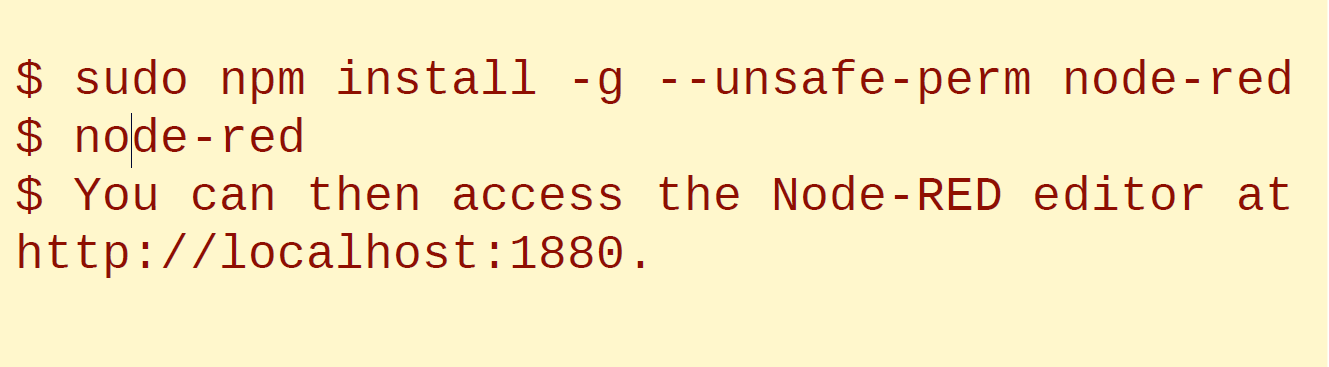 $ sudo npm install -g --unsafe-perm node-red
$ node-red
$ You can then access the Node-RED editor at
http://localhost:1880.